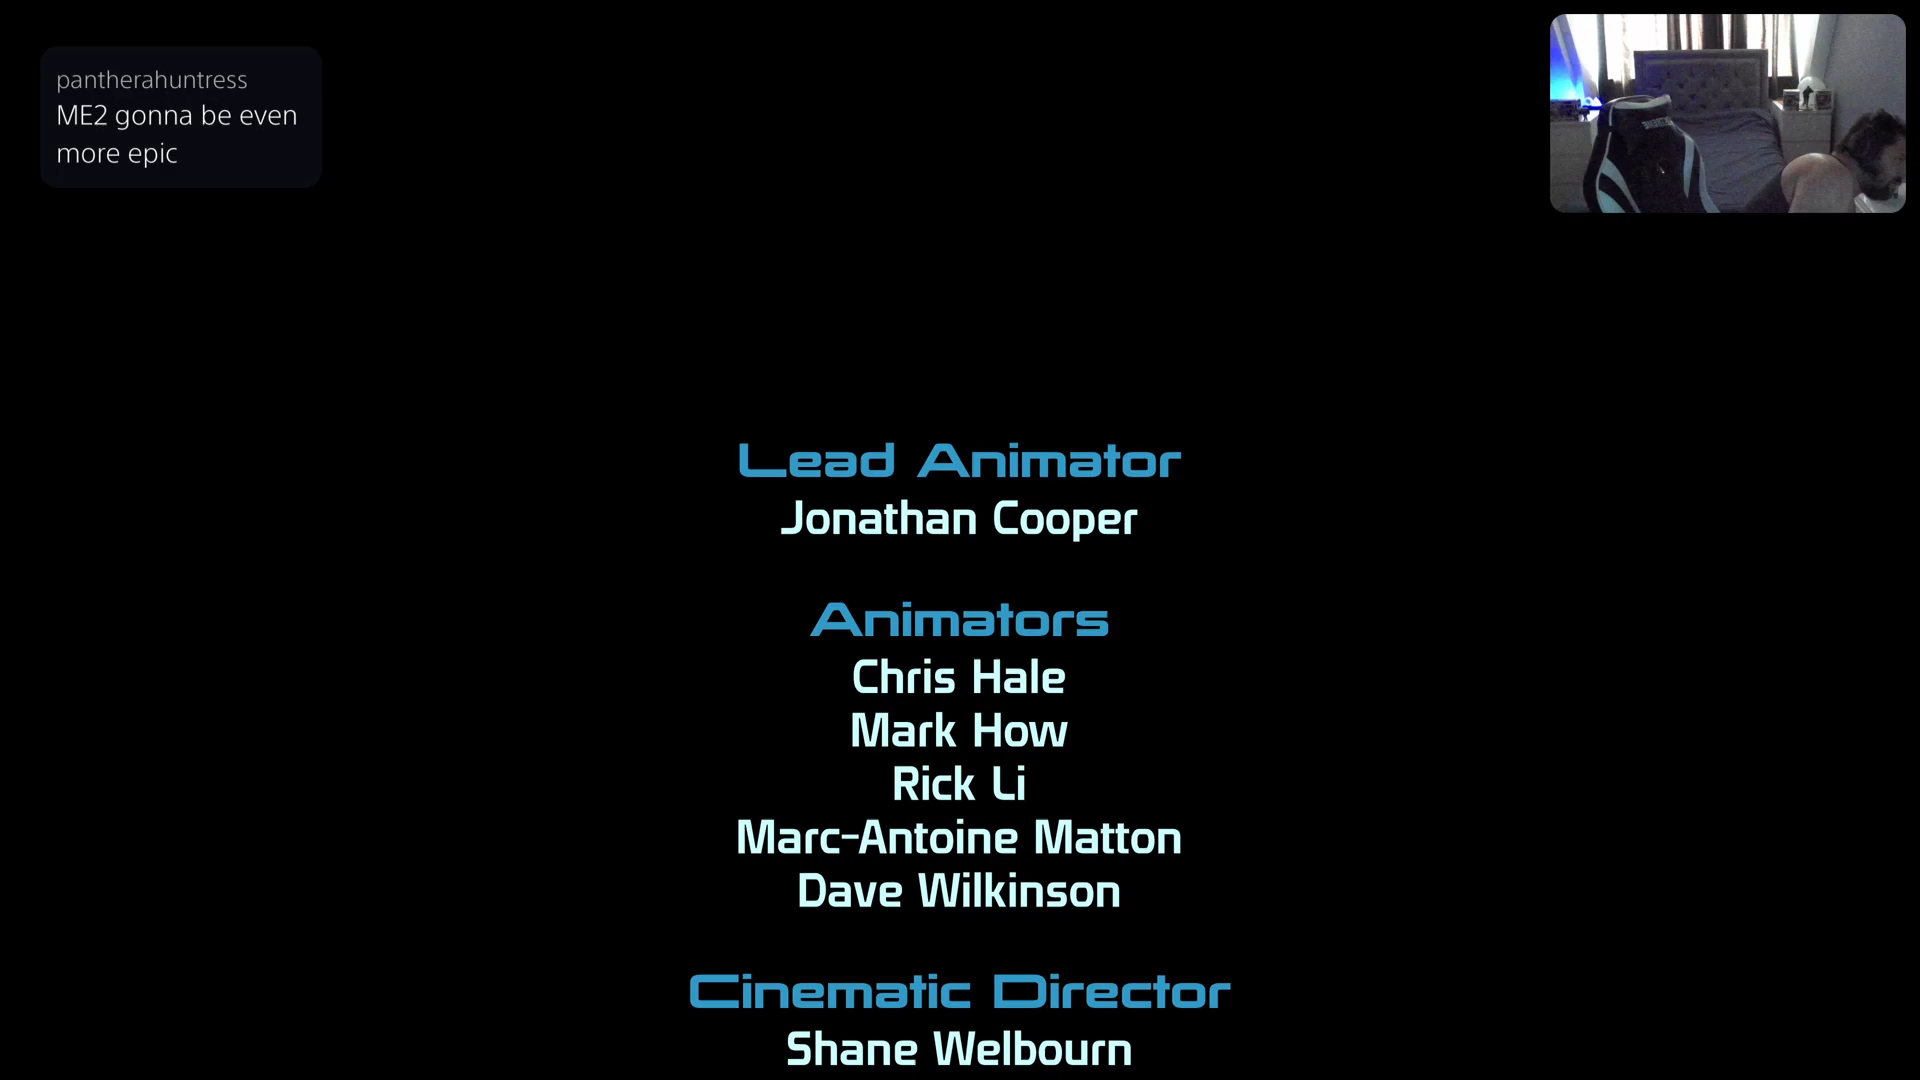 pantherahuntress
ME2 gonna be even
more epic
Lead Animator
Jonathan Cooper
Animators
Chris Hale
Mark How
Rick Li
Marc-Antoine Matton
Dave Wilkinson
Cinematic Director
Shane Welbourn